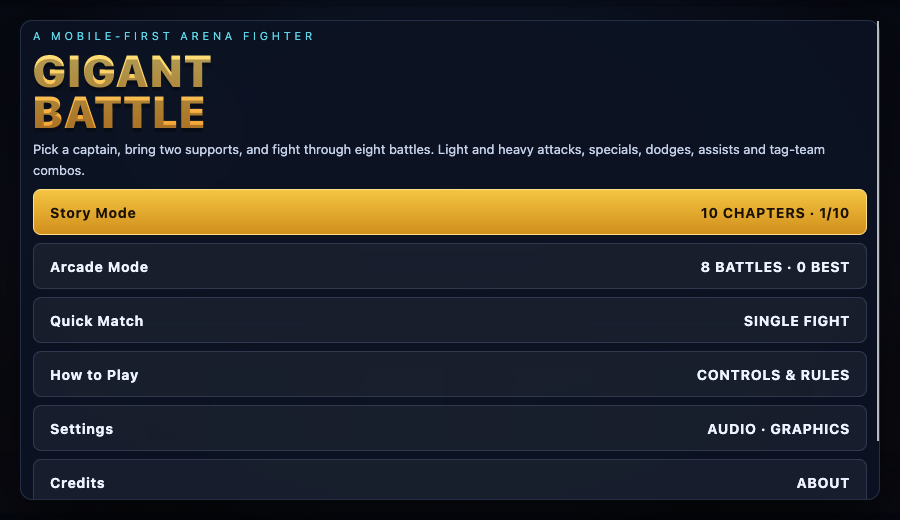 A MOBILE-FIRST ARENA FIGHTER
GIGANT
BATTLE
Pick a captain, bring two supports, and fight through eight battles. Light and heavy attacks, specials, dodges, assists and tag-team
combos.
Story Mode 10 CHAPTERS · 1/10
Arcade Mode 8 BATTLES · 0 BEST
Quick Match SINGLE FIGHT
How to Play CONTROLS & RULES
Settings AUDIO · GRAPHICS
Credits ABOUT